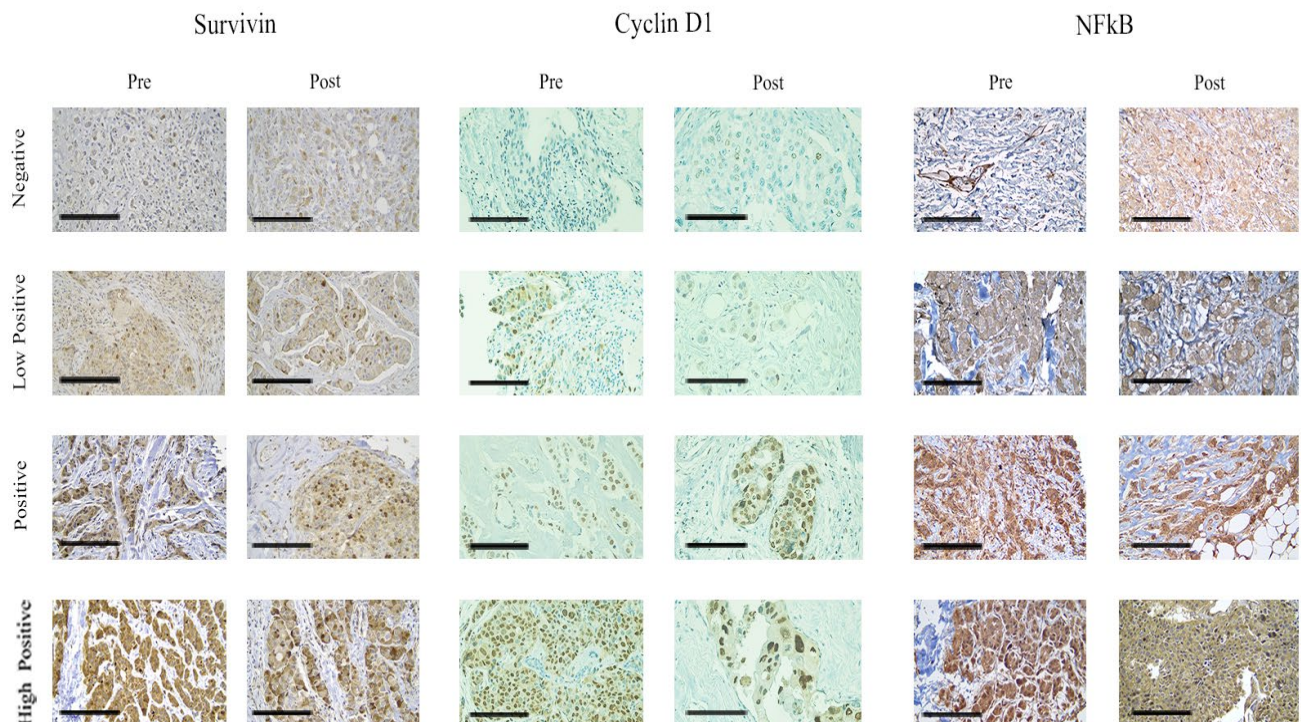 Survivin Cyclin D1 NFkB
Pre Post Pre Post Pre Post
Negative
Low Positive
Positive
High Positive